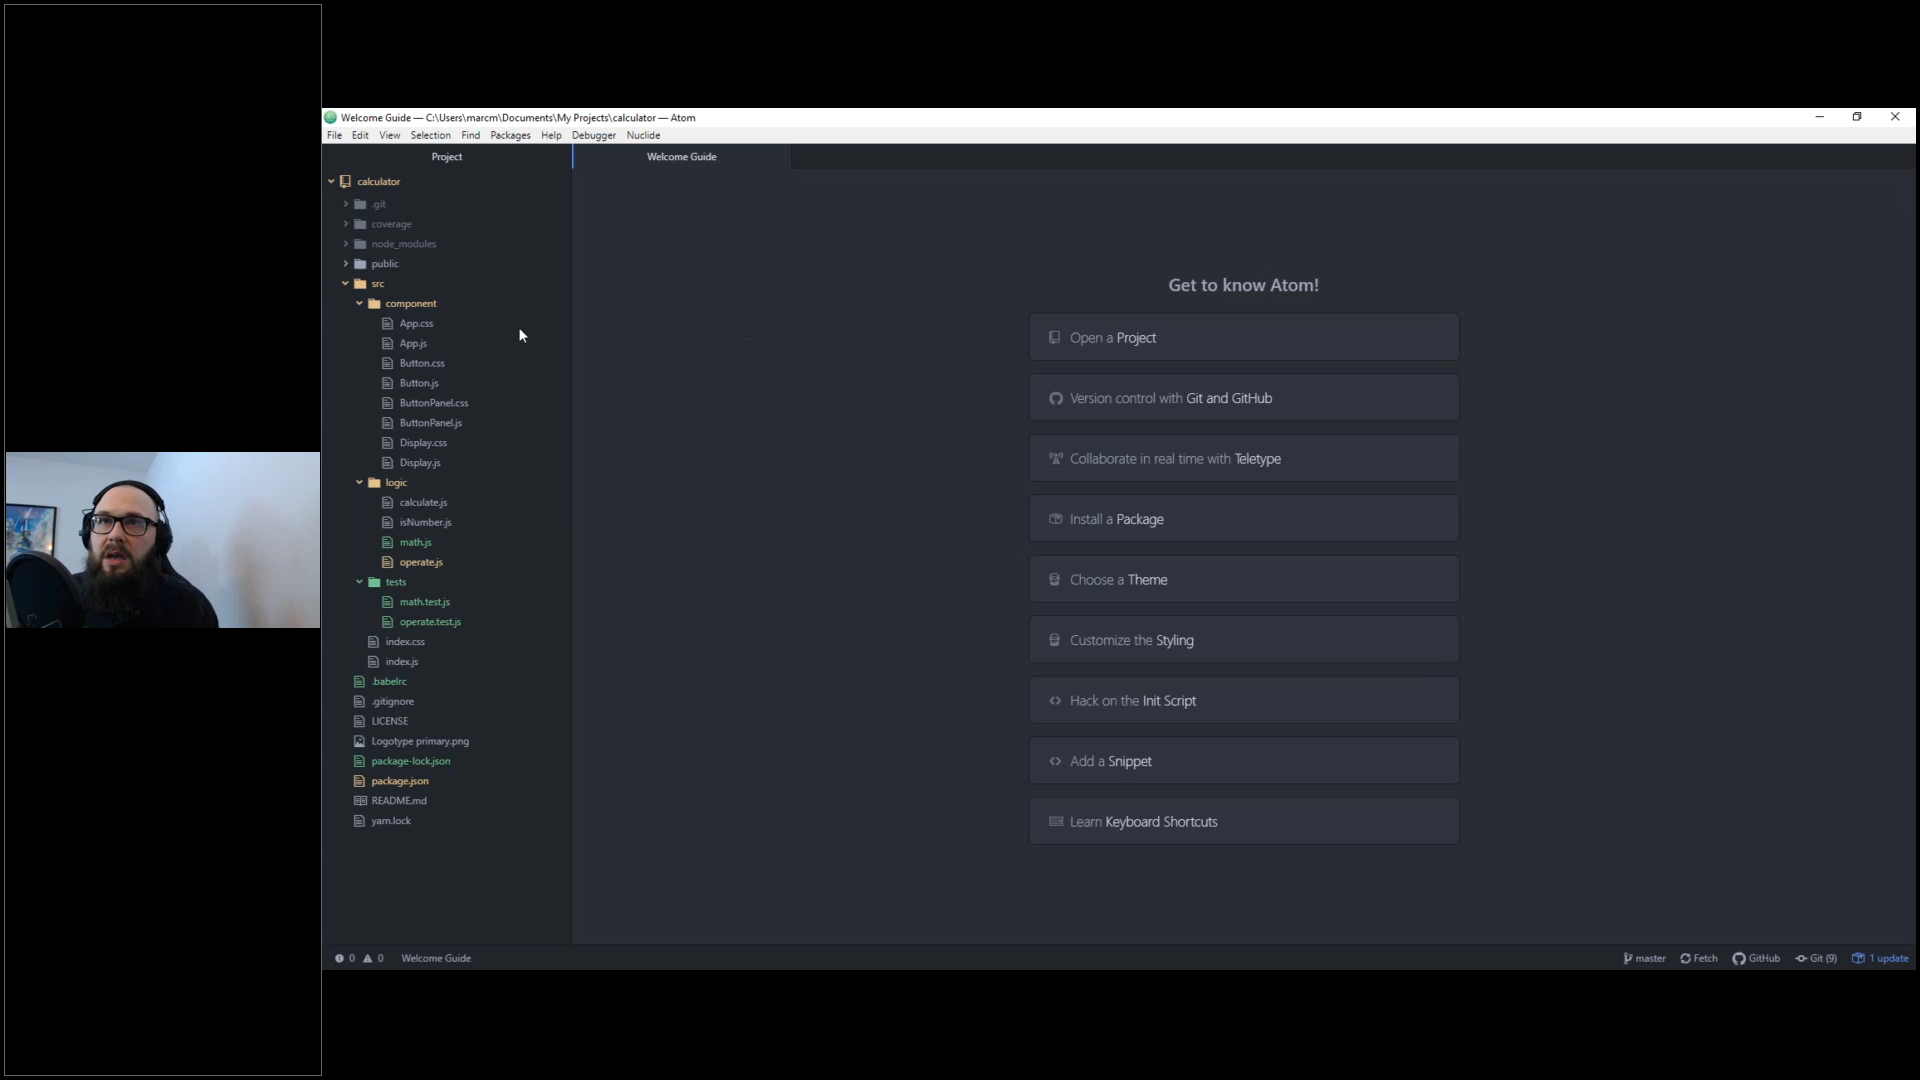 Welcome Guide — C:\Users\marcm\Documents\My Projects\calculator — Atom
File Edit View Selection Find Packages Help Debugger Nuclide
Project
Welcome Guide
calculator
.git
coverage
node_modules
public
src
component
App.css
App.js
Button.css
Button.js
ButtonPanel.css
ButtonPanel.js
Display.css
Display.js
logic
calculate.js
isNumber.js
math.js
operate.js
tests
math.test.js
operate.test.js
index.css
index.js
.babelrc
.gitignore
LICENSE
Logotype primary.png
package-lock.json
package.json
README.md
yarn.lock
Get to know Atom!
Open a Project
Version control with Git and GitHub
Collaborate in real time with Teletype
Install a Package
Choose a Theme
Customize the Styling
Hack on the Init Script
Add a Snippet
Learn Keyboard Shortcuts
0 0 Welcome Guide
master Fetch GitHub Git (9) 1 update